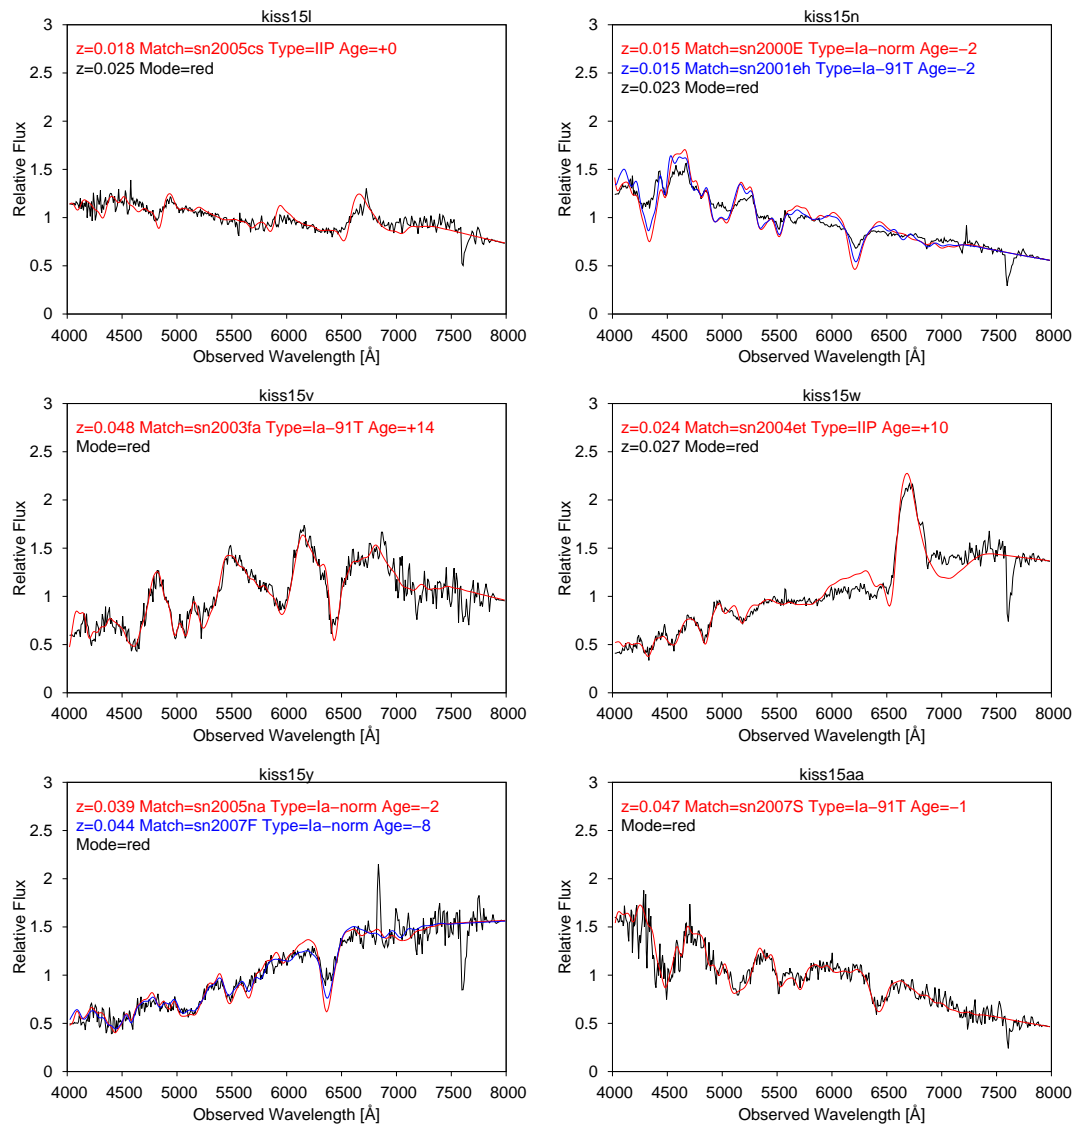 kiss15l
z=0.018 Match=sn2005cs Type=IIP Age=+0
z=0.025 Mode=red
Relative Flux
0
0.5
1
1.5
2
2.5
3
4000 4500 5000 5500 6000 6500 7000 7500 8000
Observed Wavelength [Å]
kiss15n
z=0.015 Match=sn2000E Type=Ia−norm Age=−2
z=0.015 Match=sn2001eh Type=Ia−91T Age=−2
z=0.023 Mode=red
Relative Flux
0
0.5
1
1.5
2
2.5
3
4000 4500 5000 5500 6000 6500 7000 7500 8000
Observed Wavelength [Å]
kiss15v
z=0.048 Match=sn2003fa Type=Ia−91T Age=+14
Mode=red
Relative Flux
0
0.5
1
1.5
2
2.5
3
4000 4500 5000 5500 6000 6500 7000 7500 8000
Observed Wavelength [Å]
kiss15w
z=0.024 Match=sn2004et Type=IIP Age=+10
z=0.027 Mode=red
Relative Flux
0
0.5
1
1.5
2
2.5
3
4000 4500 5000 5500 6000 6500 7000 7500 8000
Observed Wavelength [Å]
kiss15y
z=0.039 Match=sn2005na Type=Ia−norm Age=−2
z=0.044 Match=sn2007F Type=Ia−norm Age=−8
Mode=red
Relative Flux
0
0.5
1
1.5
2
2.5
3
4000 4500 5000 5500 6000 6500 7000 7500 8000
Observed Wavelength [Å]
kiss15aa
z=0.047 Match=sn2007S Type=Ia−91T Age=−1
Mode=red
Relative Flux
0
0.5
1
1.5
2
2.5
3
4000 4500 5000 5500 6000 6500 7000 7500 8000
Observed Wavelength [Å]